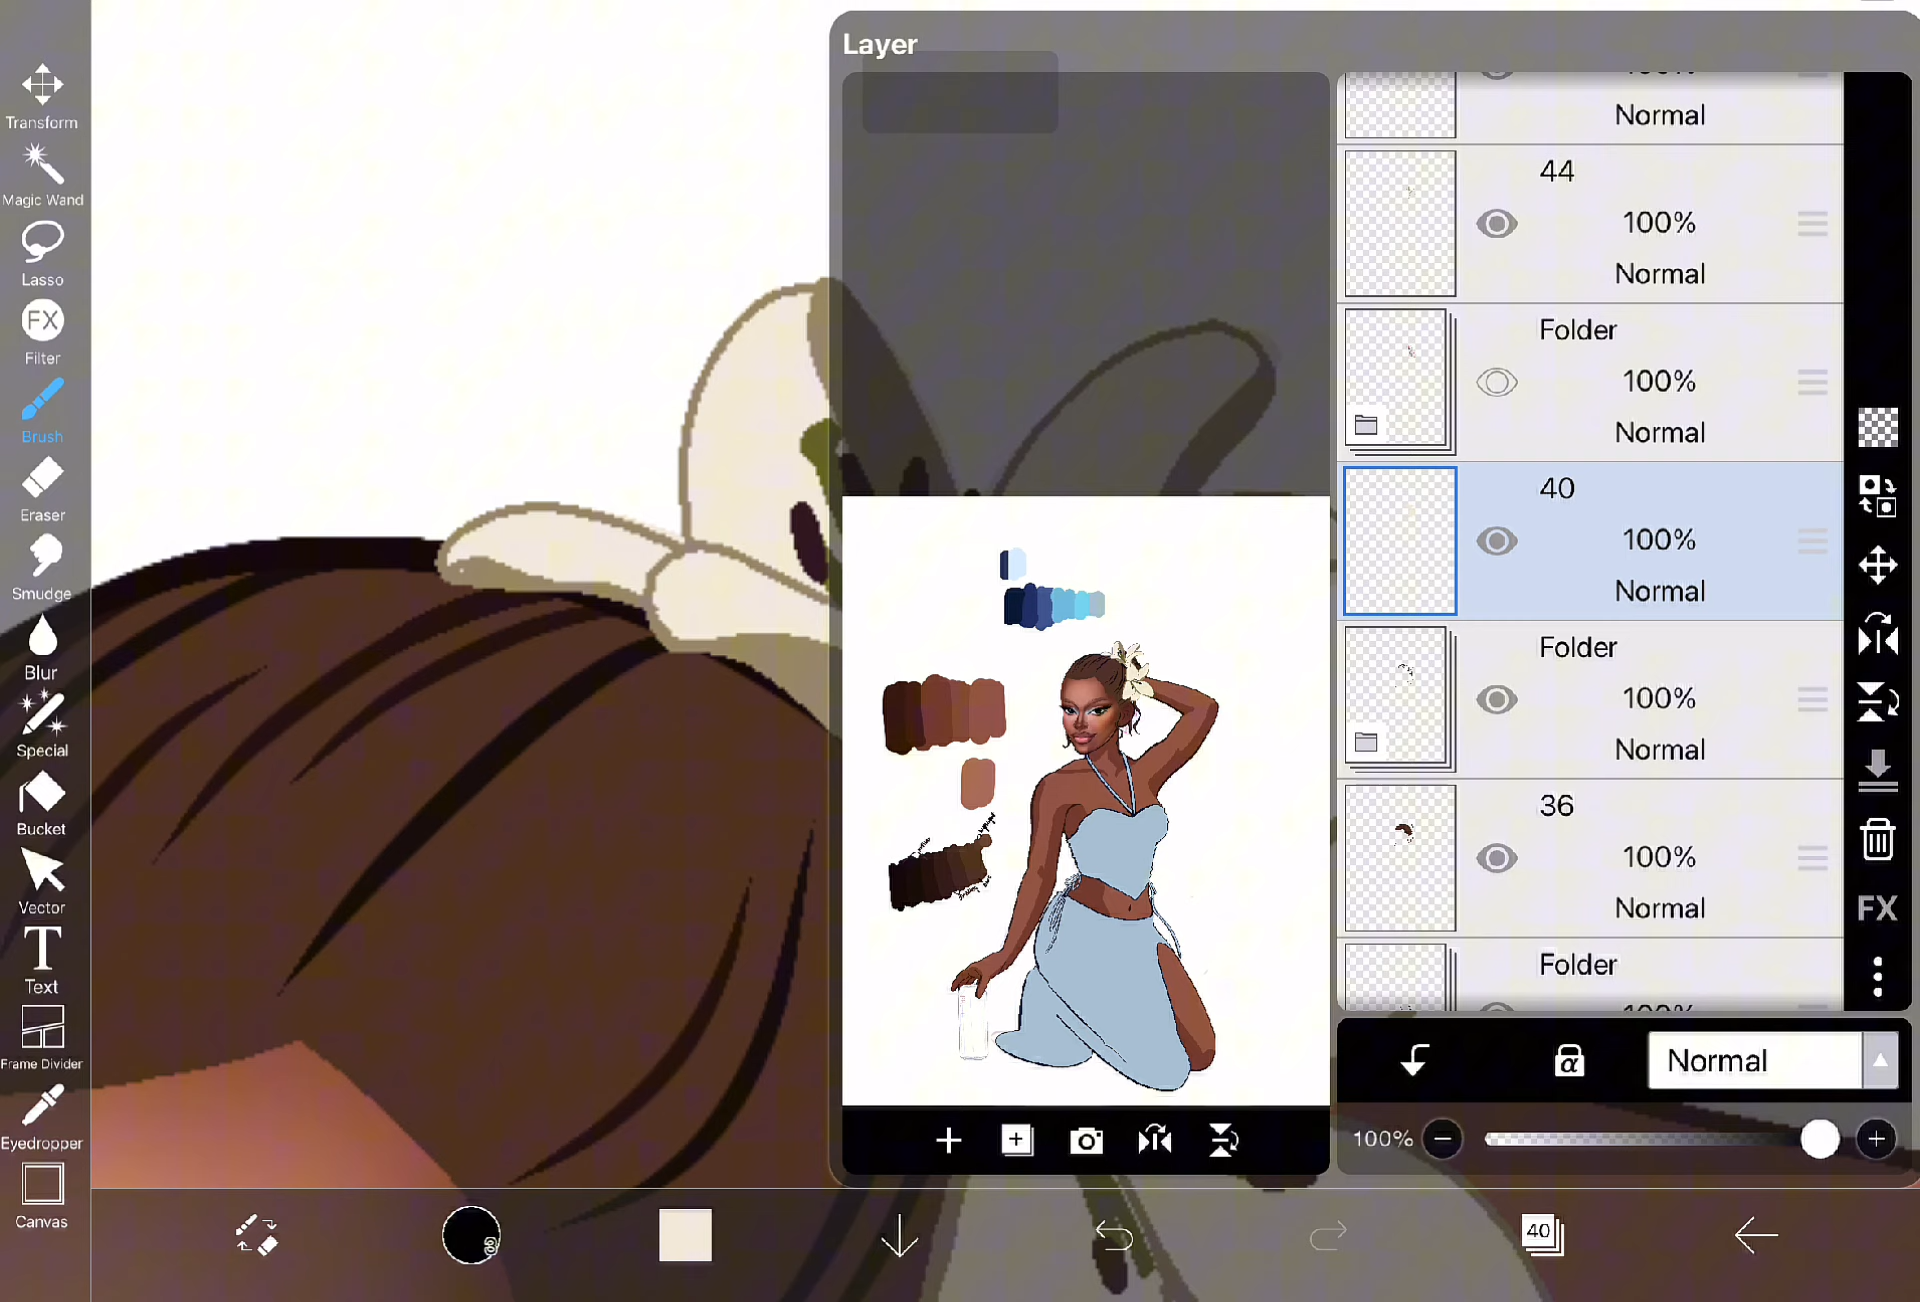 Layer
Transform
Magic Wand
Lasso
FX
Filter
Brush
Eraser
Smudge
Blur
Special
Bucket
Vector
T
Text
Frame Divider
Eyedropper
Canvas
100%
Normal
44
100%
Normal
Folder
100%
Normal
40
100%
Normal
Folder
100%
Normal
36
100%
Normal
Folder
100%
FX
α
Normal
100%
40